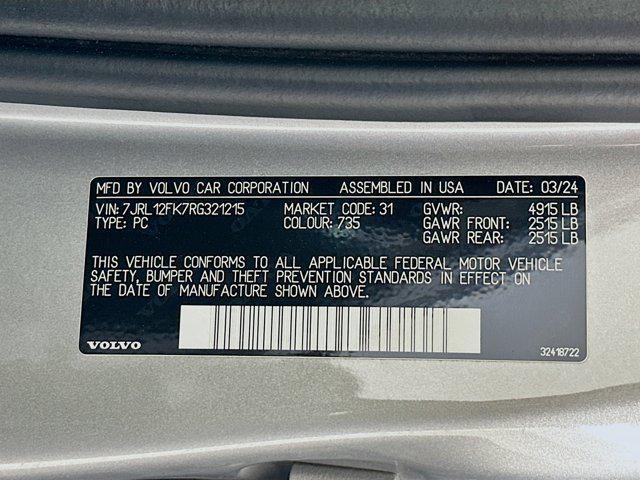 MFD BY VOLVO CAR CORPORATION ASSEMBLED IN USA DATE: 03/24
VIN: 7JRL12FK7RG321215 MARKET CODE: 31 GVWR: 4915 LB
TYPE: PC COLOUR: 735 GAWR FRONT: 2515 LB
GAWR REAR: 2515 LB
THIS VEHICLE CONFORMS TO ALL APPLICABLE FEDERAL MOTOR VEHICLE
SAFETY, BUMPER AND THEFT PREVENTION STANDARDS IN EFFECT ON
THE DATE OF MANUFACTURE SHOWN ABOVE.
VOLVO 32418722